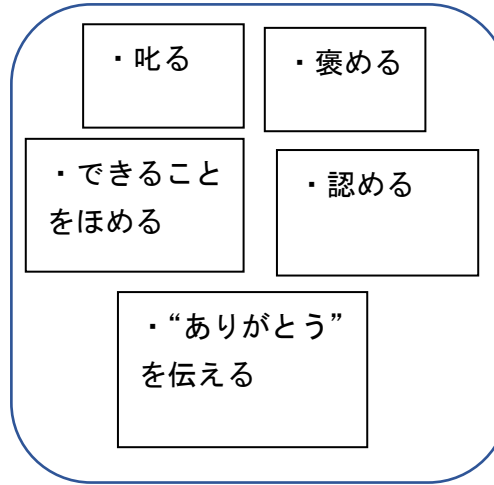 ・叱る
・褒める
・できること
をほめる
・認める
・“ありがとう”
を伝える